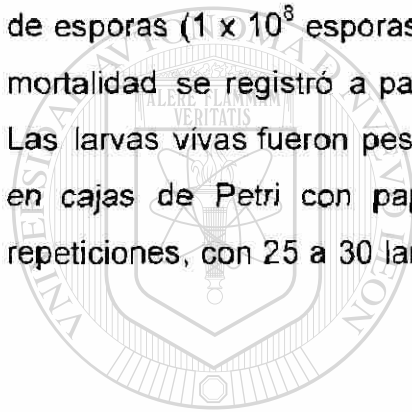 de esporas (1 x 10⁸ esporas
mortalidad se registró a pa
Las larvas vivas fueron pes
en cajas de Petri con pap
repeticiones, con 25 a 30 lar
ALERE FLAMMAM
VERITATIS